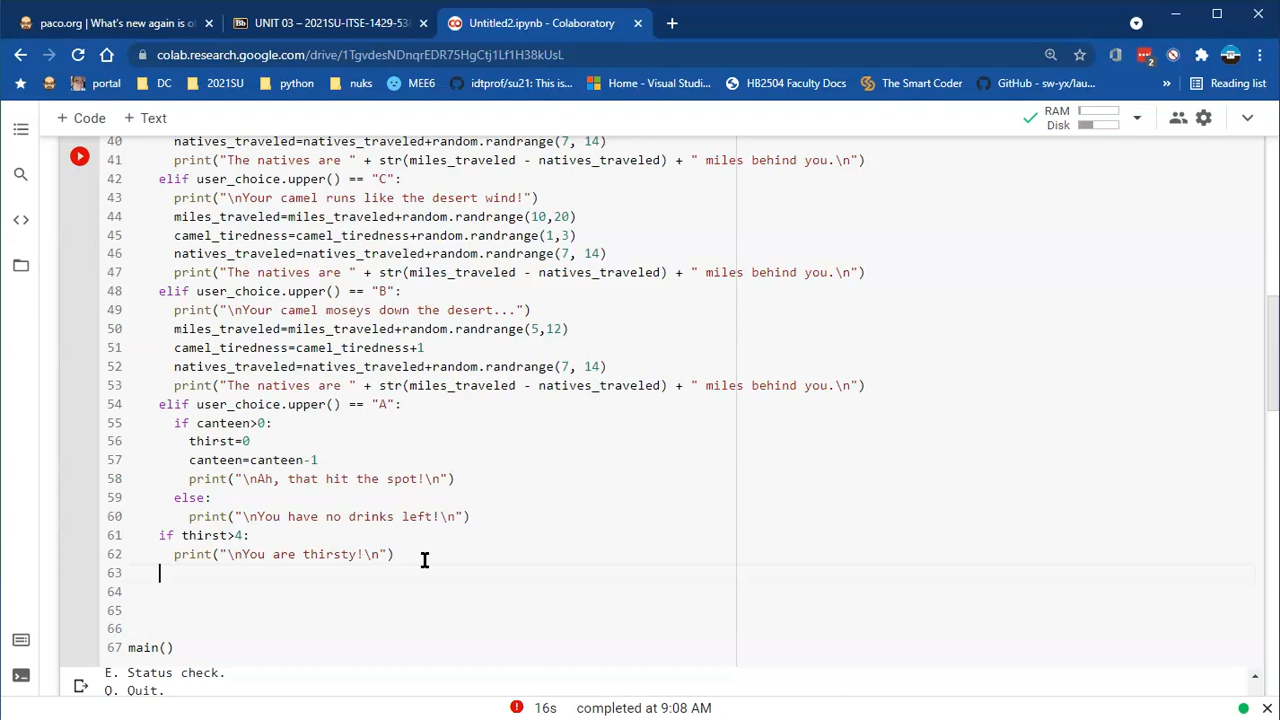 paco.org | What's new again is o
UNIT 03 – 2021SU-ITSE-1429-53
Untitled2.ipynb - Colaboratory
colab.research.google.com/drive/1TgvdesNDnqrEDR75HgCtj1Lf1H38kUsL
portal DC 2021SU python nuks MEE6 idtprof/su21: This is... Home - Visual Studio... HB2504 Faculty Docs The Smart Coder GitHub - sw-yx/lau... » Reading list
+ Code + Text
RAM
Disk
40 natives_traveled=natives_traveled+random.randrange(7, 14)
41 print("The natives are " + str(miles_traveled - natives_traveled) + " miles behind you.\n")
42 elif user_choice.upper() == "C":
43 print("\nYour camel runs like the desert wind!")
44 miles_traveled=miles_traveled+random.randrange(10,20)
45 camel_tiredness=camel_tiredness+random.randrange(1,3)
46 natives_traveled=natives_traveled+random.randrange(7, 14)
47 print("The natives are " + str(miles_traveled - natives_traveled) + " miles behind you.\n")
48 elif user_choice.upper() == "B":
49 print("\nYour camel moseys down the desert...")
50 miles_traveled=miles_traveled+random.randrange(5,12)
51 camel_tiredness=camel_tiredness+1
52 natives_traveled=natives_traveled+random.randrange(7, 14)
53 print("The natives are " + str(miles_traveled - natives_traveled) + " miles behind you.\n")
54 elif user_choice.upper() == "A":
55 if canteen>0:
56 thirst=0
57 canteen=canteen-1
58 print("\nAh, that hit the spot!\n")
59 else:
60 print("\nYou have no drinks left!\n")
61 if thirst>4:
62 print("\nYou are thirsty!\n")
63
64
65
66
67 main()
E. Status check.
Q. Quit.
16s completed at 9:08 AM